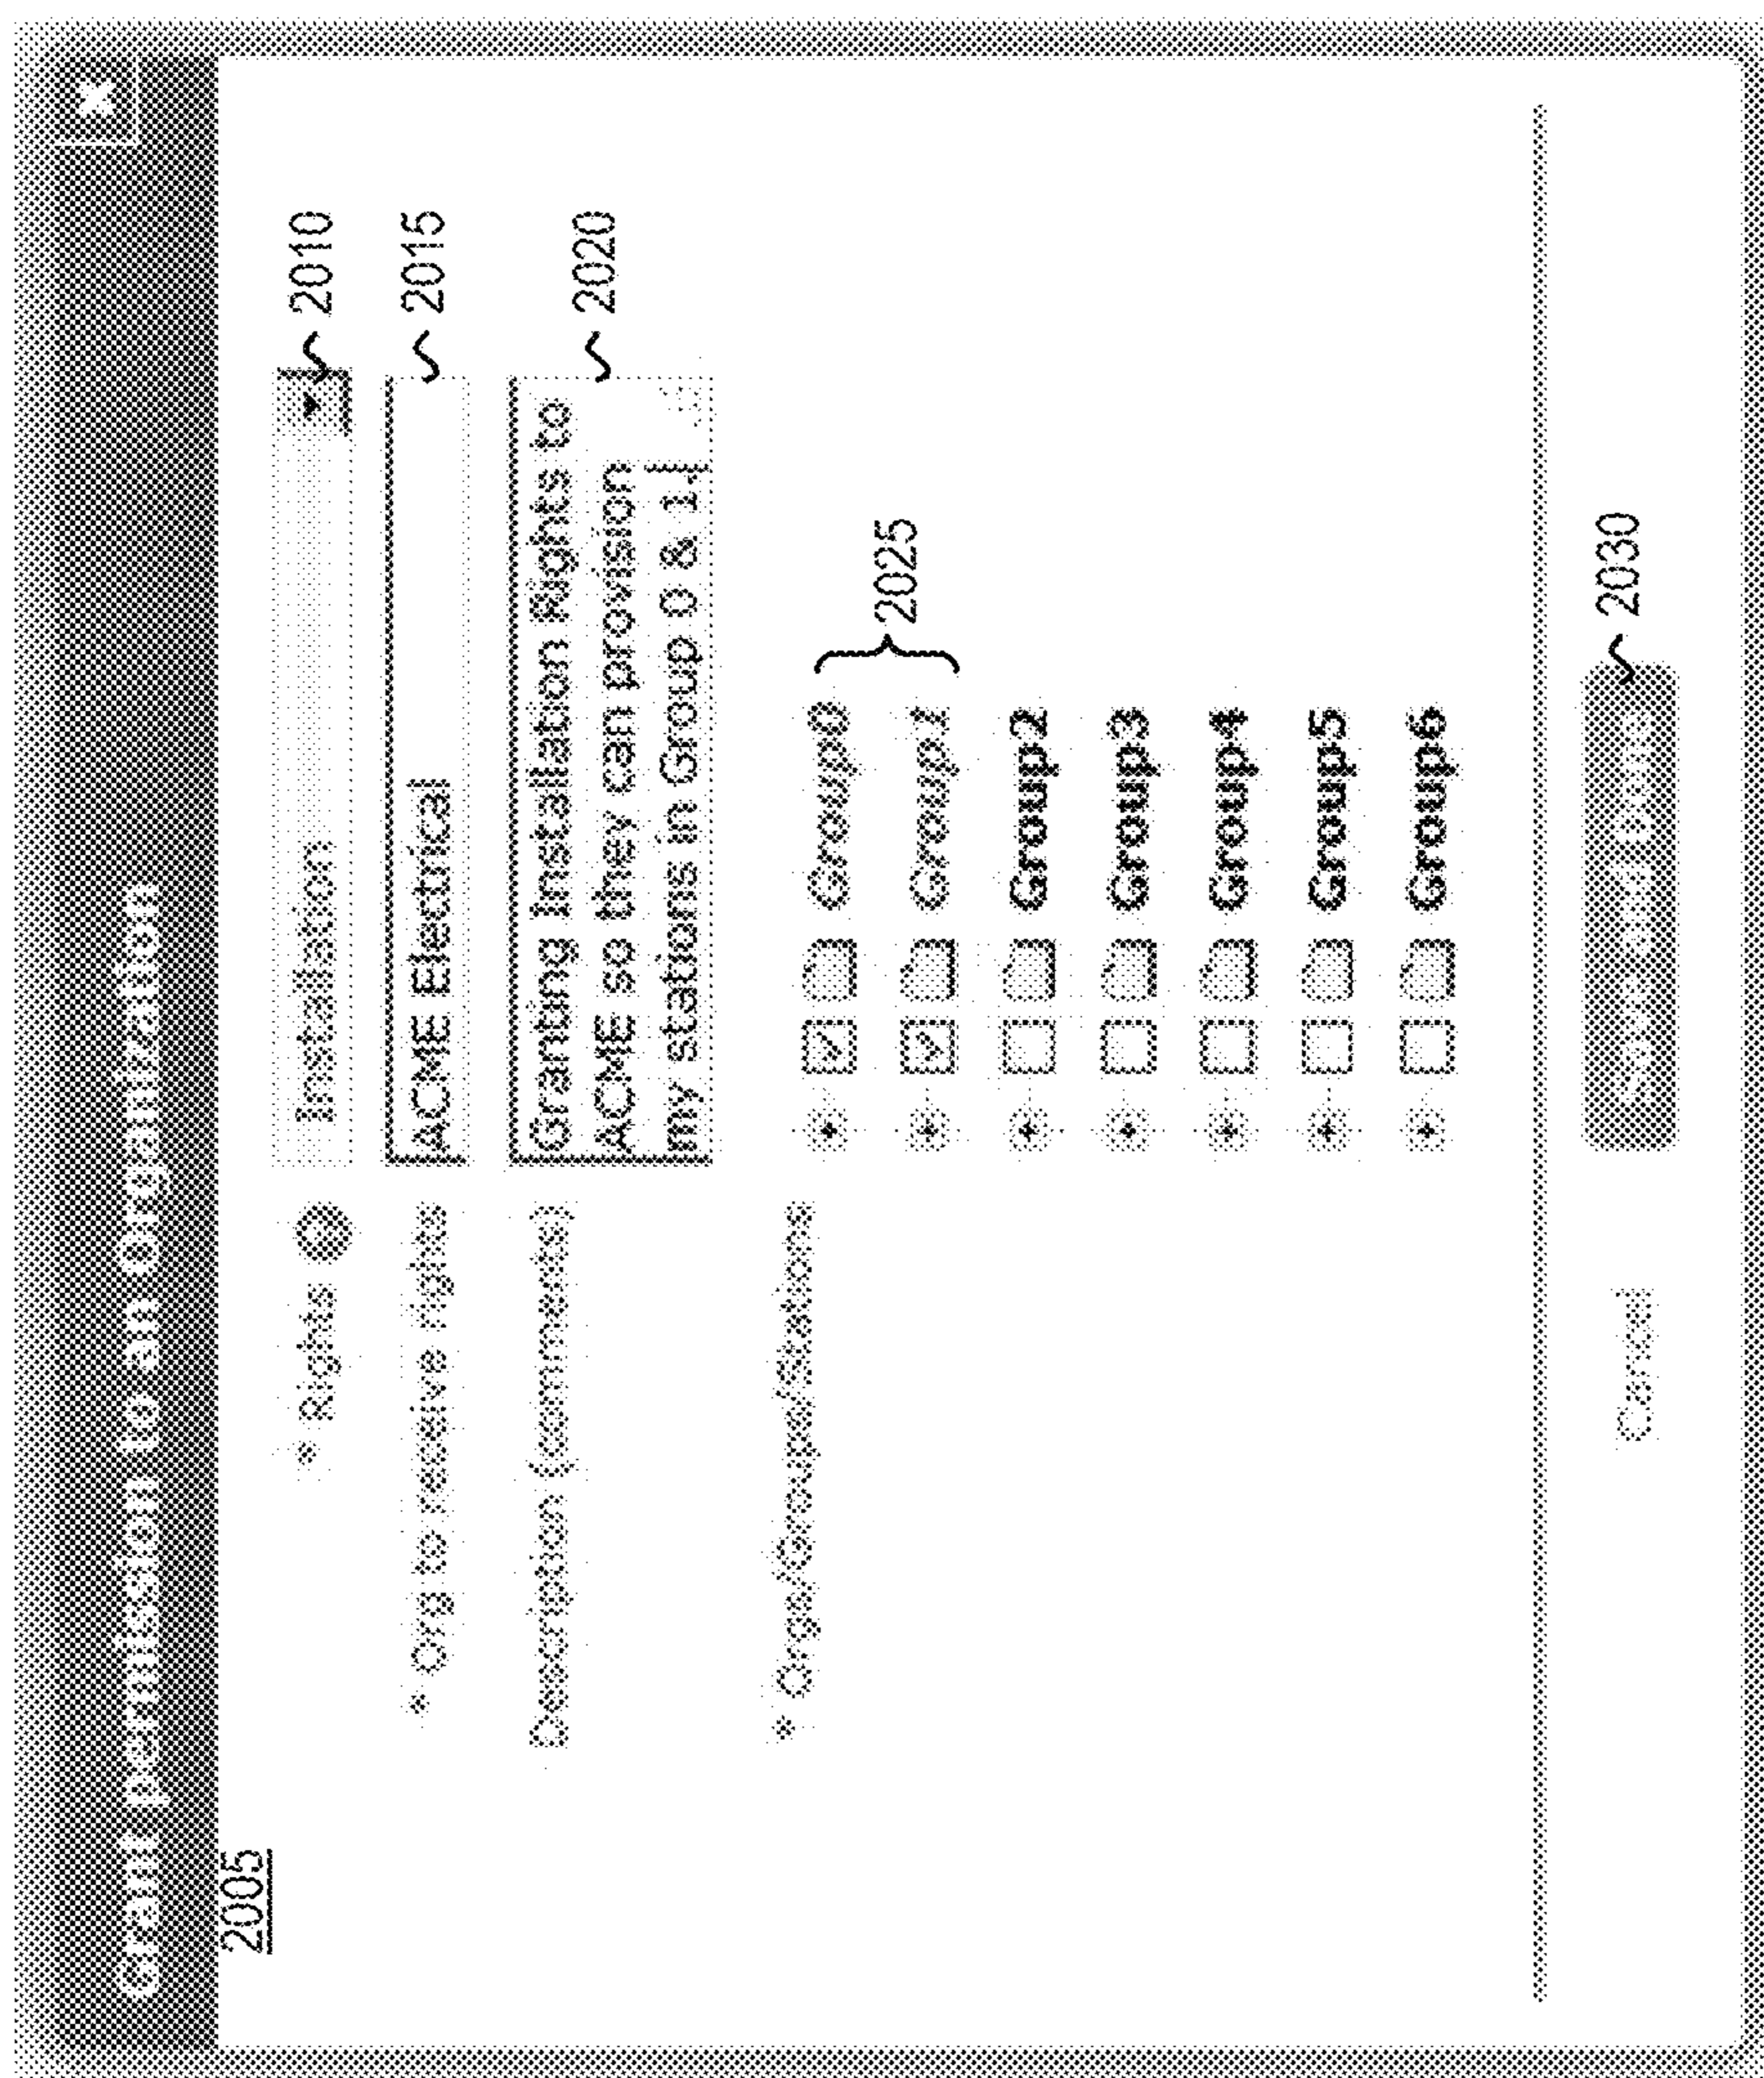 Grant permission to an organization
2005
* Rights
Installation
2010
* Org to receive rights
ACME Electrical
2015
Description (comments)
Granting Installation Rights to
ACME so they can provision
my stations in Group 0 & 1.
2020
* Orgs/Groups/Stations
Group0
Group1
2025
Group2
Group3
Group4
Group5
Group6
Cancel
2030